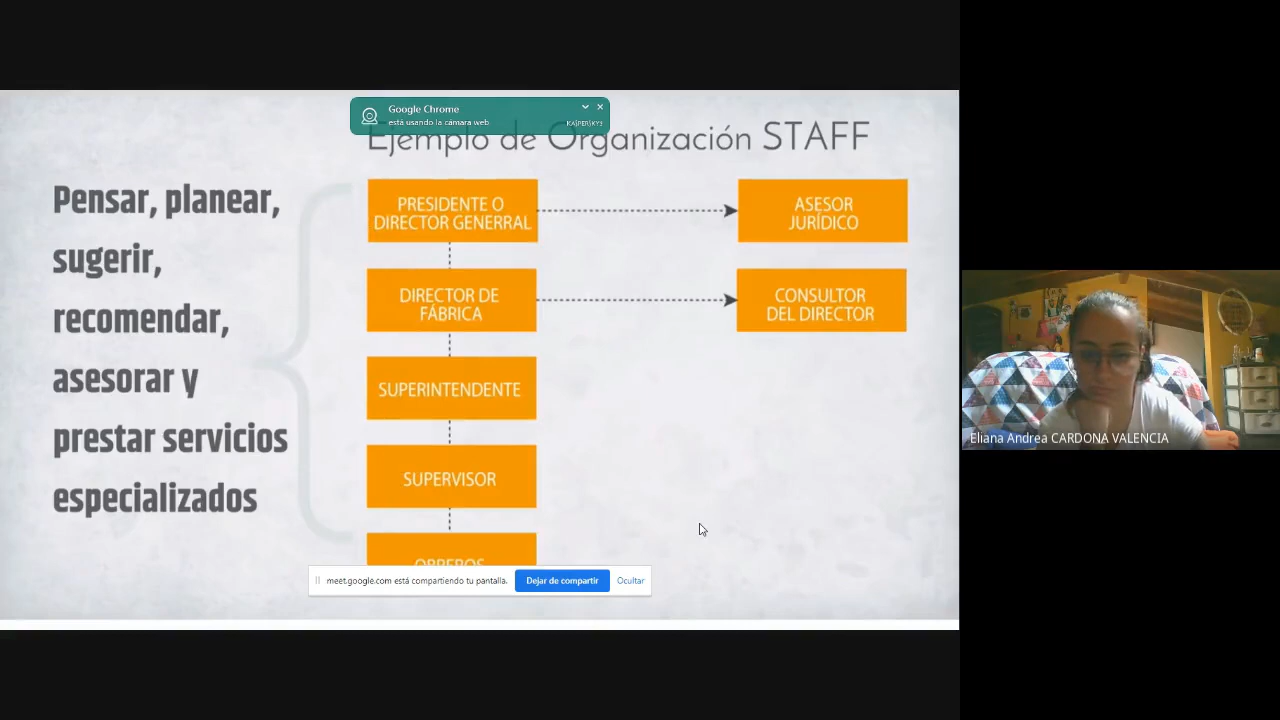 Google Chrome
está usando la cámara web
KASPERSKY
Ejemplo de Organización STAFF
Pensar, planear,
sugerir,
recomendar,
asesorar y
prestar servicios
especializados
PRESIDENTE O
DIRECTOR GENERRAL
ASESOR
JURÍDICO
DIRECTOR DE
FÁBRICA
CONSULTOR
DEL DIRECTOR
SUPERINTENDENTE
SUPERVISOR
OBREROS
meet.google.com está compartiendo tu pantalla.
Dejar de compartir
Ocultar
Eliana Andrea CARDONA VALENCIA